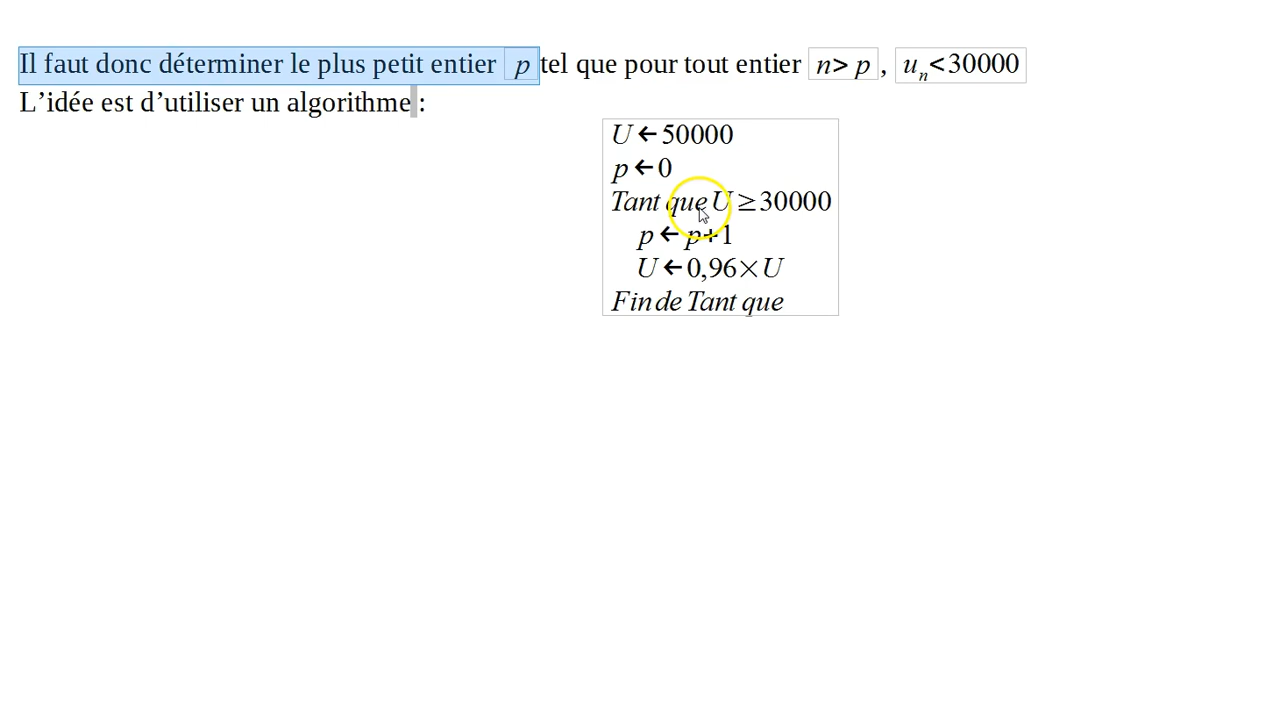 Il faut donc déterminer le plus petit entier p tel que pour tout entier n> p , uₙ<30000
L’idée est d’utiliser un algorithme :
U ← 50000
p ← 0
Tant que U ≥ 30000
p ← p+1
U ← 0,96×U
Fin de Tant que